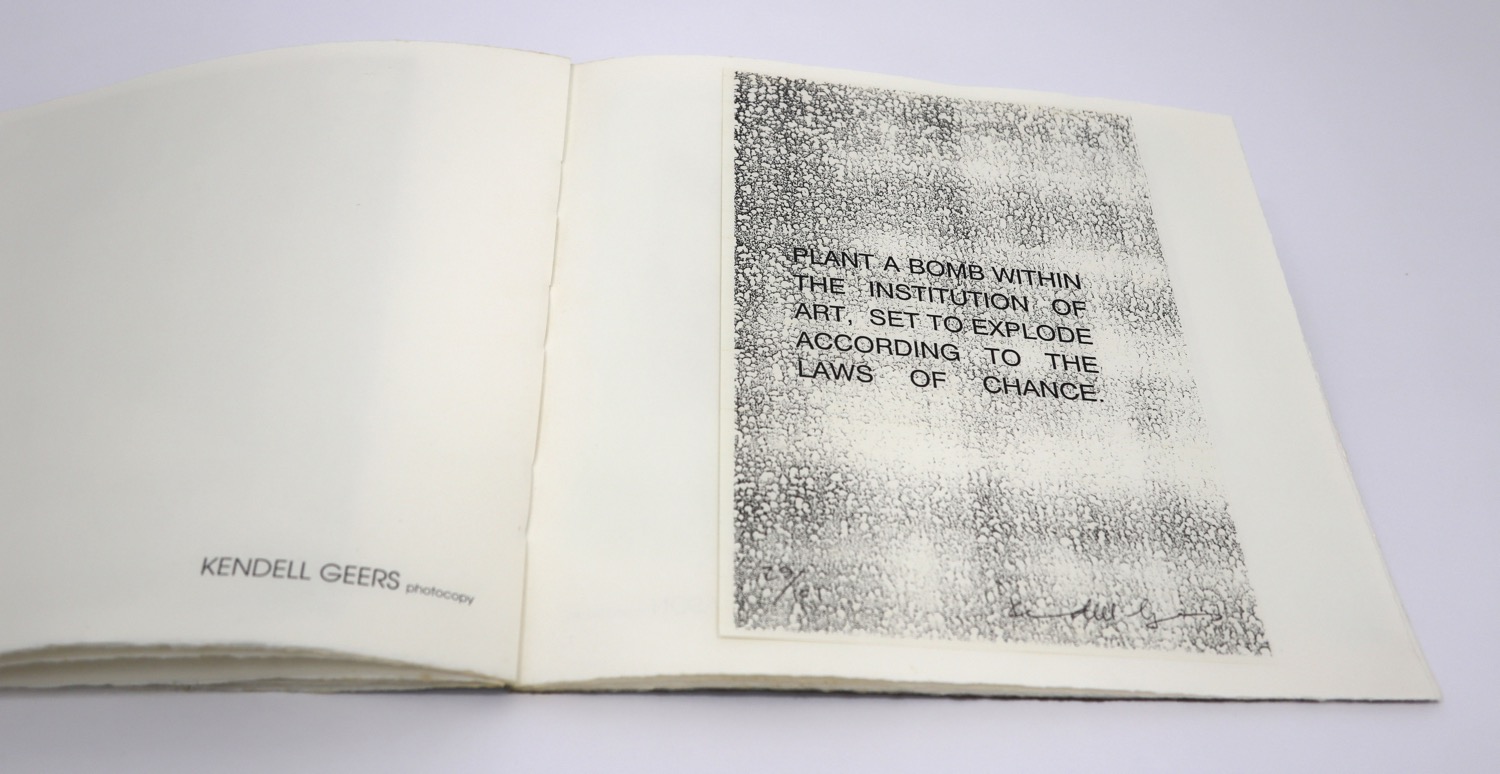 KENDELL GEERS photocopy
PLANT A BOMB WITHIN
THE INSTITUTION OF
ART, SET TO EXPLODE
ACCORDING TO THE
LAWS OF CHANCE.